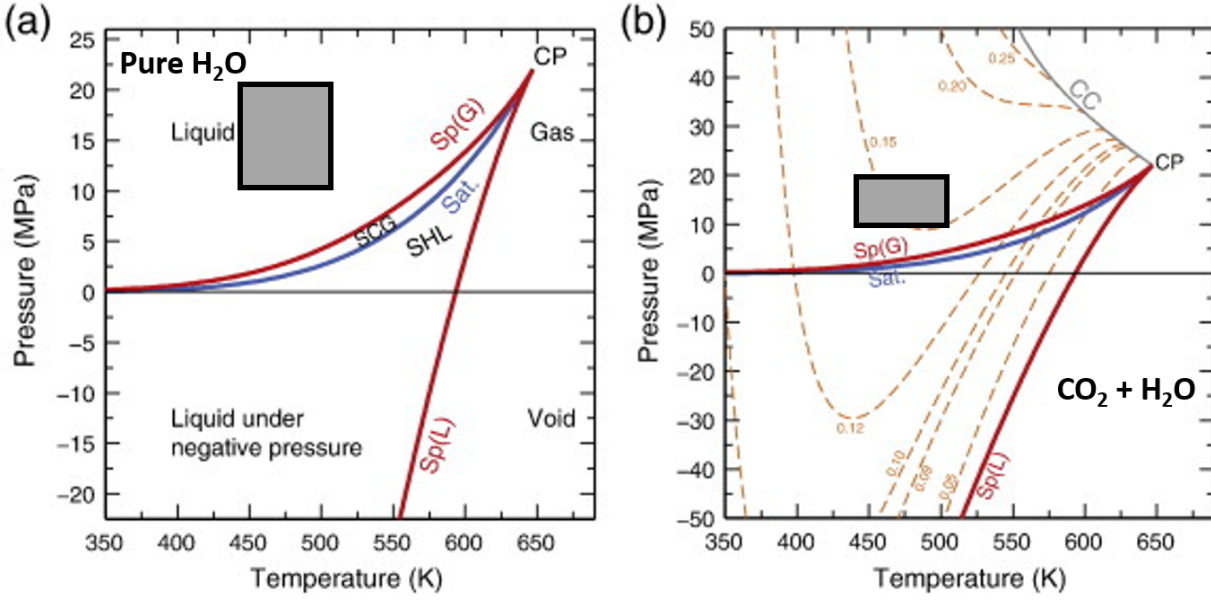 (a)
25
20
15
10
5
0
−5
−10
−15
−20
Pressure (MPa)
Pure H₂O
Liquid
CP
Sp(G)
Gas
Sat.
SCG
SHL
Liquid under
negative pressure
Void
Sp(L)
350 400 450 500 550 600 650
Temperature (K)
(b)
50
40
30
20
10
0
−10
−20
−30
−40
−50
Pressure (MPa)
0.25
0.20
CC
0.15
CP
Sp(G)
Sat.
CO₂ + H₂O
0.12
0.10
0.09
0.05
Sp(L)
350 400 450 500 550 600 650
Temperature (K)